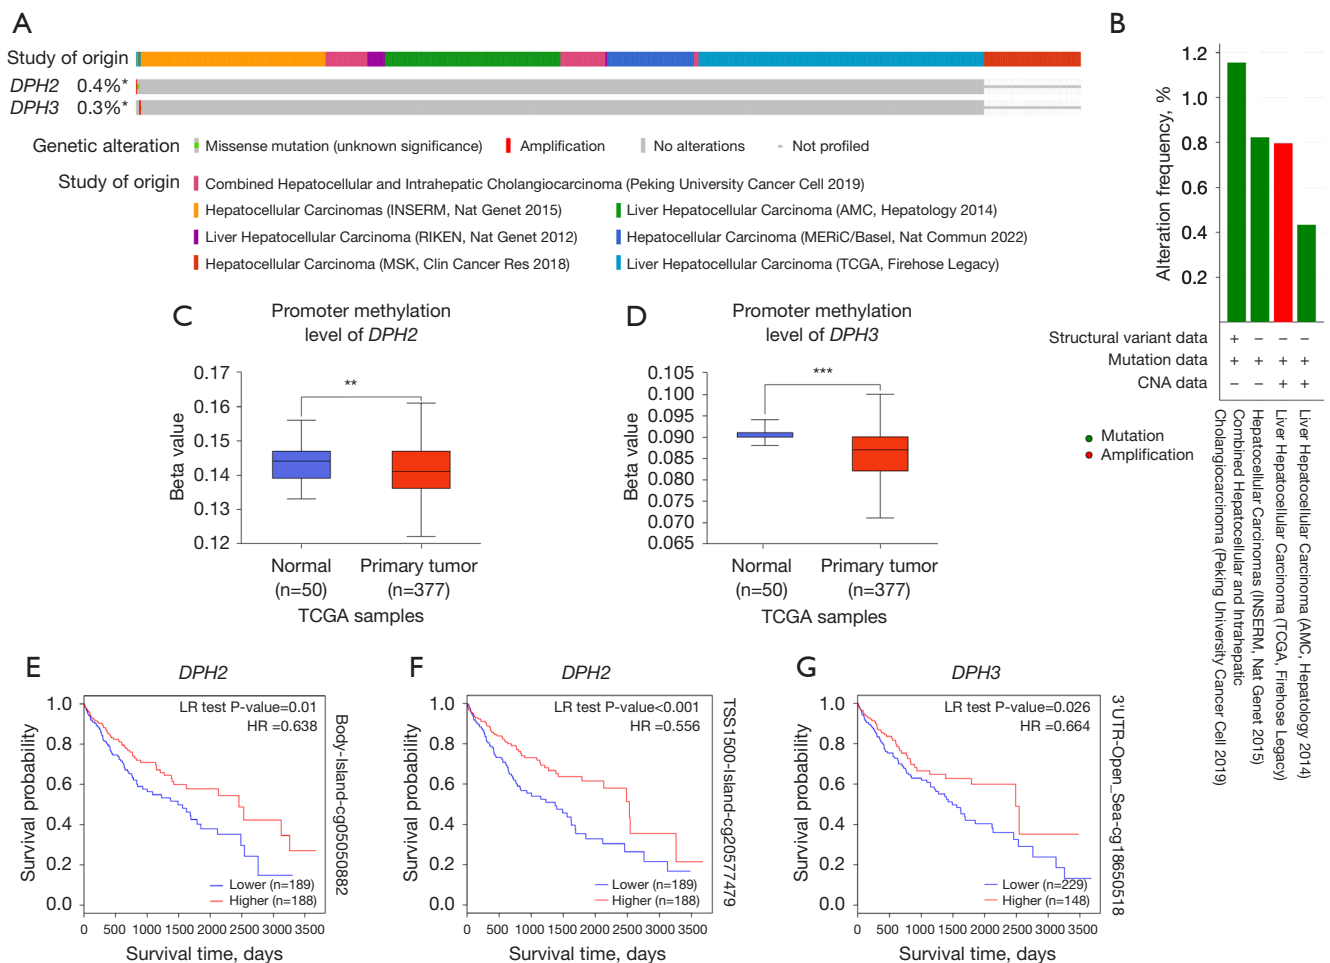 A
Study of origin
DPH2 0.4%*
DPH3 0.3%*
Genetic alteration
Missense mutation (unknown significance)
Amplification
No alterations
Not profiled
Study of origin
Combined Hepatocellular and Intrahepatic Cholangiocarcinoma (Peking University Cancer Cell 2019)
Hepatocellular Carcinomas (INSERM, Nat Genet 2015)
Liver Hepatocellular Carcinoma (AMC, Hepatology 2014)
Liver Hepatocellular Carcinoma (RIKEN, Nat Genet 2012)
Hepatocellular Carcinoma (MERiC/Basel, Nat Commun 2022)
Hepatocellular Carcinoma (MSK, Clin Cancer Res 2018)
Liver Hepatocellular Carcinoma (TCGA, Firehose Legacy)
B
Alteration frequency, %
1.2
1.0
0.8
0.6
0.4
0.2
Structural variant data + – – –
Mutation data + + + +
CNA data – – + +
Mutation
Amplification
Combined Hepatocellular and Intrahepatic
Cholangiocarcinoma (Peking University Cancer Cell 2019)
Hepatocellular Carcinomas (INSERM, Nat Genet 2015)
Liver Hepatocellular Carcinoma (TCGA, Firehose Legacy)
Liver Hepatocellular Carcinoma (AMC, Hepatology 2014)
C
Promoter methylation
level of DPH2
Beta value
0.17
0.16
0.15
0.14
0.13
0.12
**
Normal
(n=50)
Primary tumor
(n=377)
TCGA samples
D
Promoter methylation
level of DPH3
Beta value
0.105
0.100
0.095
0.090
0.085
0.080
0.075
0.070
0.065
***
Normal
(n=50)
Primary tumor
(n=377)
TCGA samples
E
DPH2
Survival probability
1.0
0.8
0.6
0.4
0.2
0.0
LR test P-value=0.01
HR =0.638
Lower (n=189)
Higher (n=188)
0 500 1000 1500 2000 2500 3000 3500
Survival time, days
Body-Island-cg05050882
F
DPH2
Survival probability
1.0
0.8
0.6
0.4
0.2
0.0
LR test P-value<0.001
HR =0.556
Lower (n=189)
Higher (n=188)
0 500 1000 1500 2000 2500 3000 3500
Survival time, days
TSS1500-Island-cg20577479
G
DPH3
Survival probability
1.0
0.8
0.6
0.4
0.2
0.0
LR test P-value=0.026
HR =0.664
Lower (n=229)
Higher (n=148)
0 500 1000 1500 2000 2500 3000 3500
Survival time, days
3'UTR-Open_Sea-cg18650518